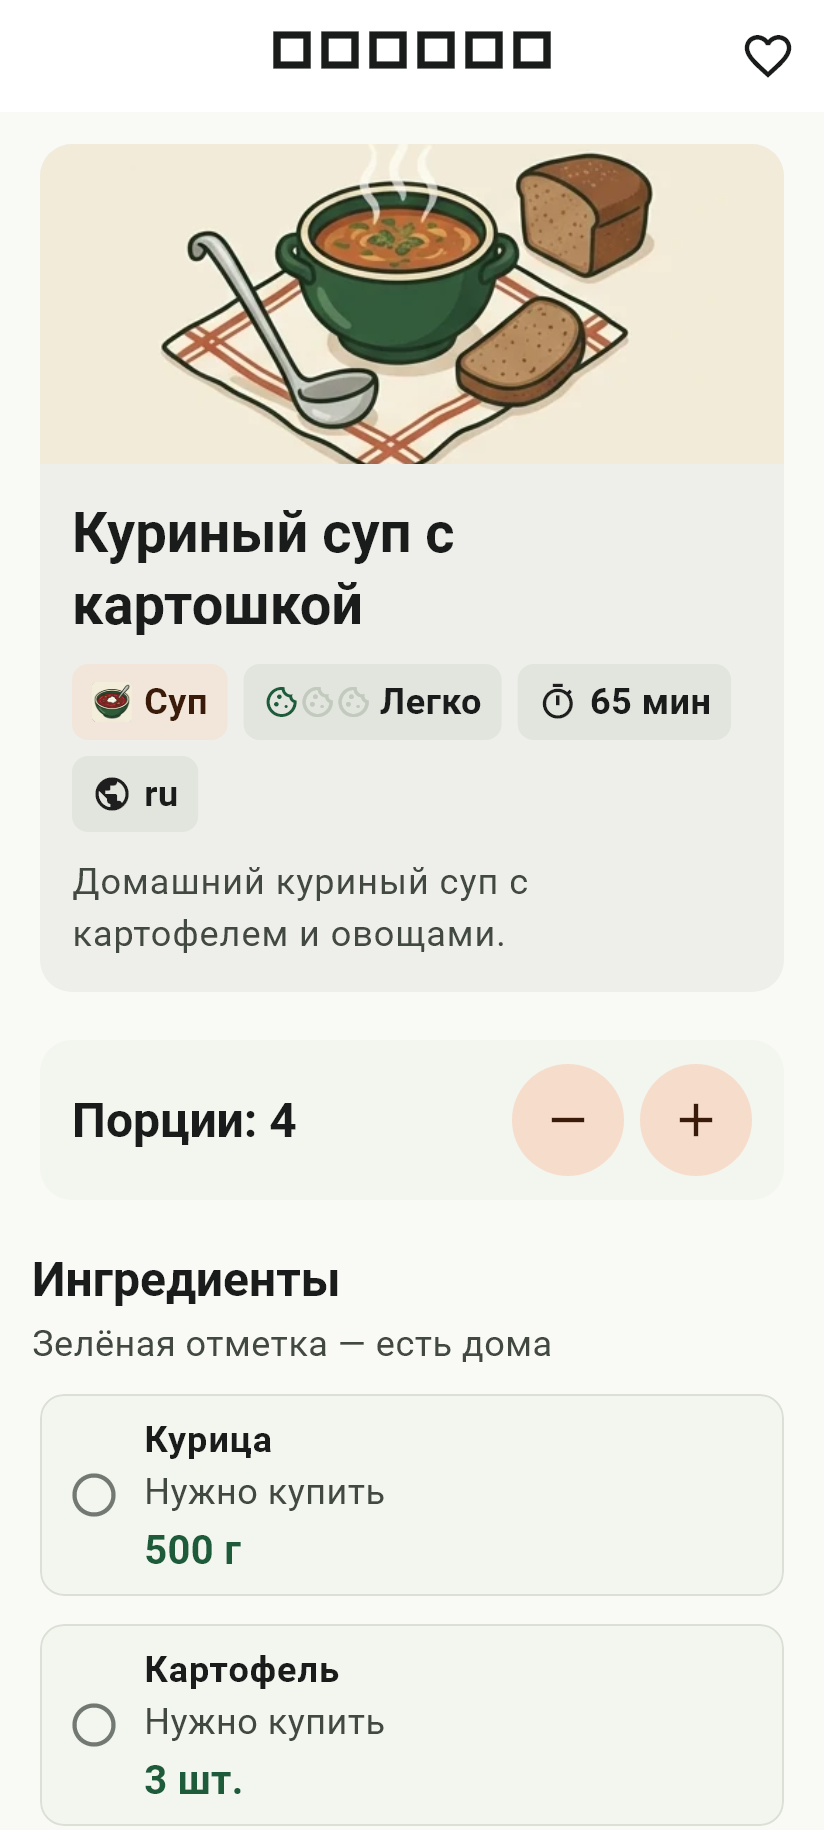 Куриный суп с
картошкой
Суп
Легко
65 мин
ru
Домашний куриный суп с
картофелем и овощами.
Порции: 4
Ингредиенты
Зелёная отметка — есть дома
Курица
Нужно купить
500 г
Картофель
Нужно купить
3 шт.